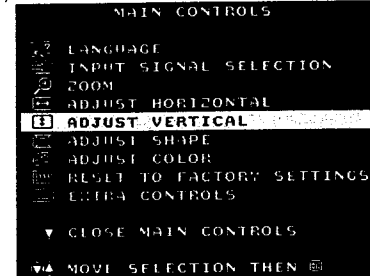 MAIN CONTROLS
LANGUAGE
INPUT SIGNAL SELECTION
ZOOM
ADJUST HORIZONTAL
ADJUST VERTICAL
ADJUST SHAPE
ADJUST COLOR
RESET TO FACTORY SETTINGS
EXTRA CONTROLS
CLOSE MAIN CONTROLS
MOVE SELECTION THEN